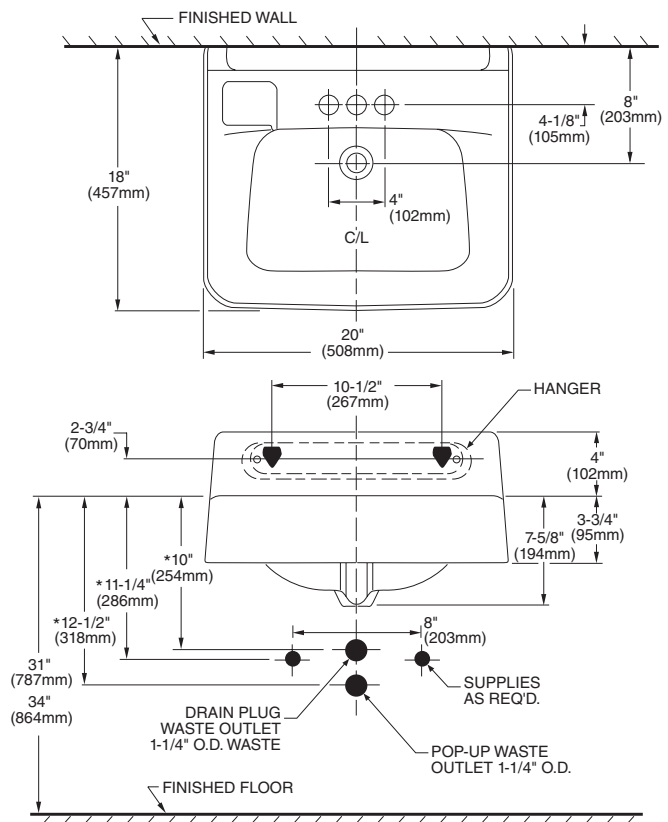 FINISHED WALL
8"
(203mm)
4-1/8"
(105mm)
18"
(457mm)
4"
(102mm)
C/L
20"
(508mm)
10-1/2"
(267mm)
HANGER
2-3/4"
(70mm)
4"
(102mm)
3-3/4"
(95mm)
7-5/8"
(194mm)
*10"
(254mm)
*11-1/4"
(286mm)
*12-1/2"
(318mm)
8"
(203mm)
31"
(787mm)
34"
(864mm)
SUPPLIES
AS REQ'D.
DRAIN PLUG
WASTE OUTLET
1-1/4" O.D. WASTE
POP-UP WASTE
OUTLET 1-1/4" O.D.
FINISHED FLOOR